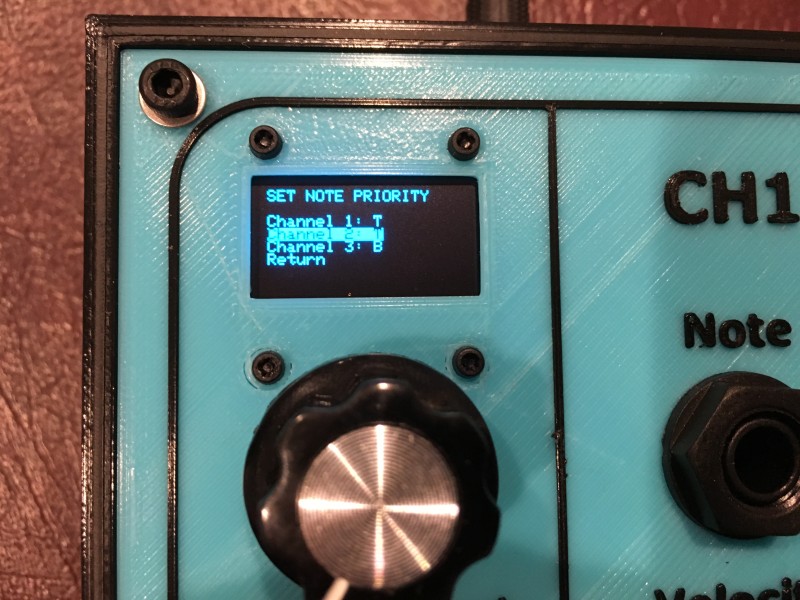 SET NOTE PRIORITY
Channel 1: T
Channel 2: T
Channel 3: B
Return
CH1
Note